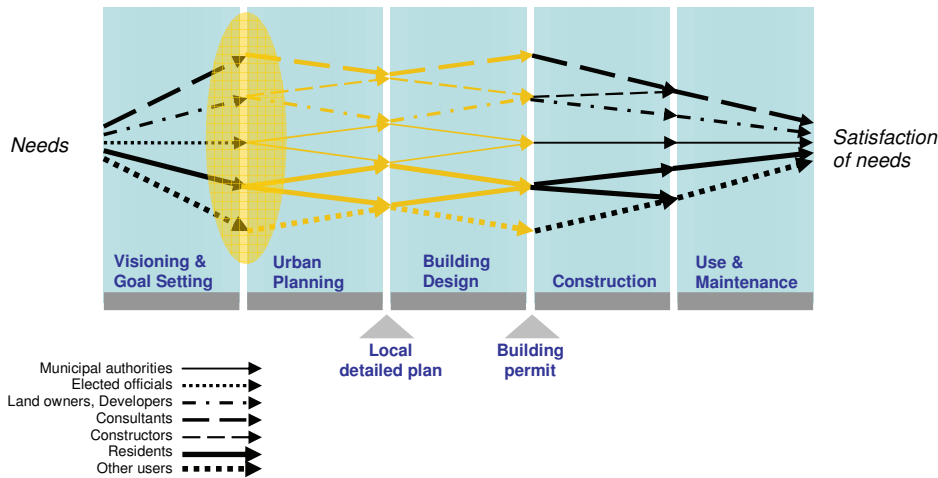 Needs
Satisfaction
of needs
Visioning &
Goal Setting
Urban
Planning
Building
Design
Construction
Use &
Maintenance
Local
detailed plan
Building
permit
Municipal authorities
Elected officials
Land owners, Developers
Consultants
Constructors
Residents
Other users